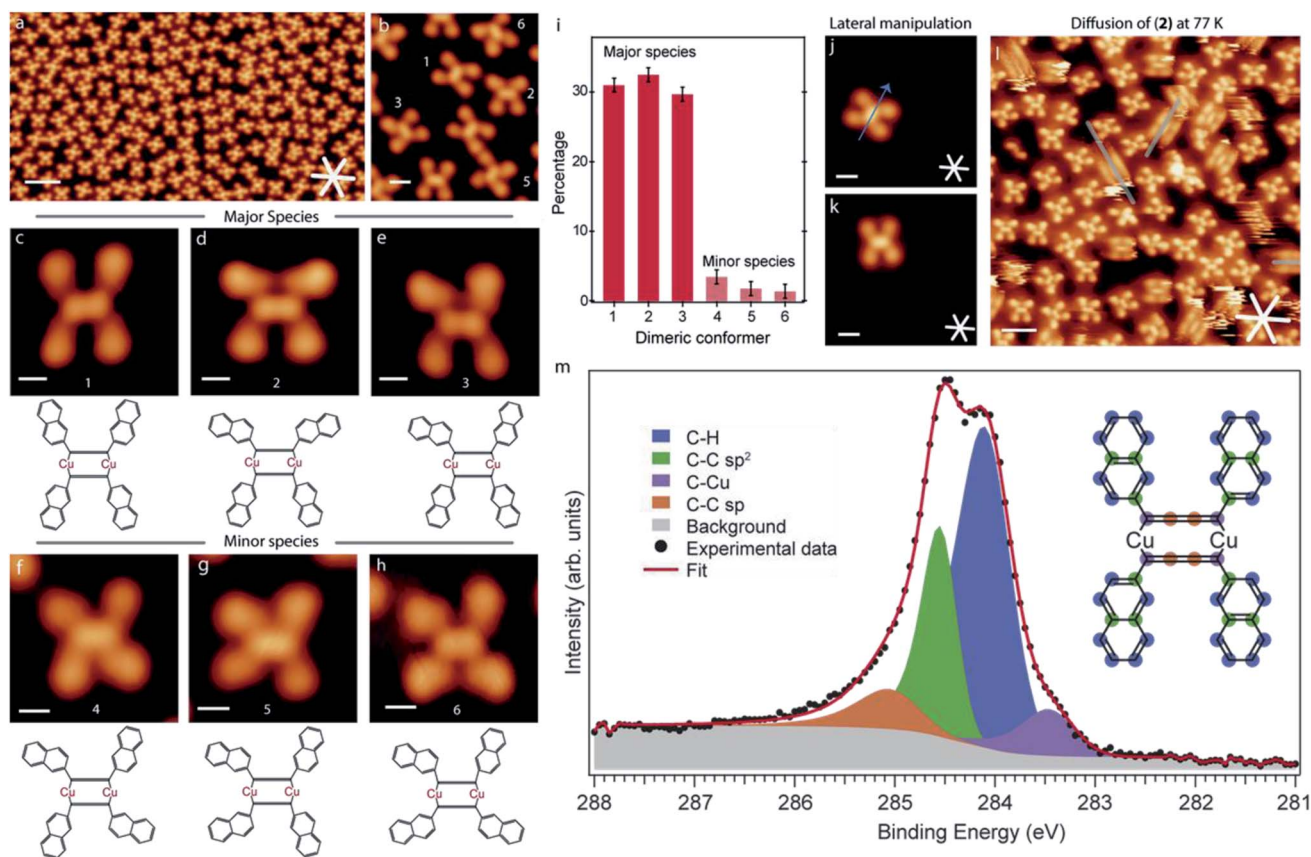 a
b
6
1
2
3
5
Major Species
c
d
e
1
2
3
Cu Cu
Cu Cu
Cu Cu
Minor species
f
g
h
4
5
6
Cu Cu
Cu Cu
Cu Cu
i
Major species
Minor species
Percentage
30
20
10
0
1 2 3 4 5 6
Dimeric conformer
Lateral manipulation
j
k
Diffusion of (2) at 77 K
l
m
C-H
C-C sp²
C-Cu
C-C sp
Background
Experimental data
Fit
Cu Cu
Intensity (arb. units)
288 287 286 285 284 283 282 281
Binding Energy (eV)